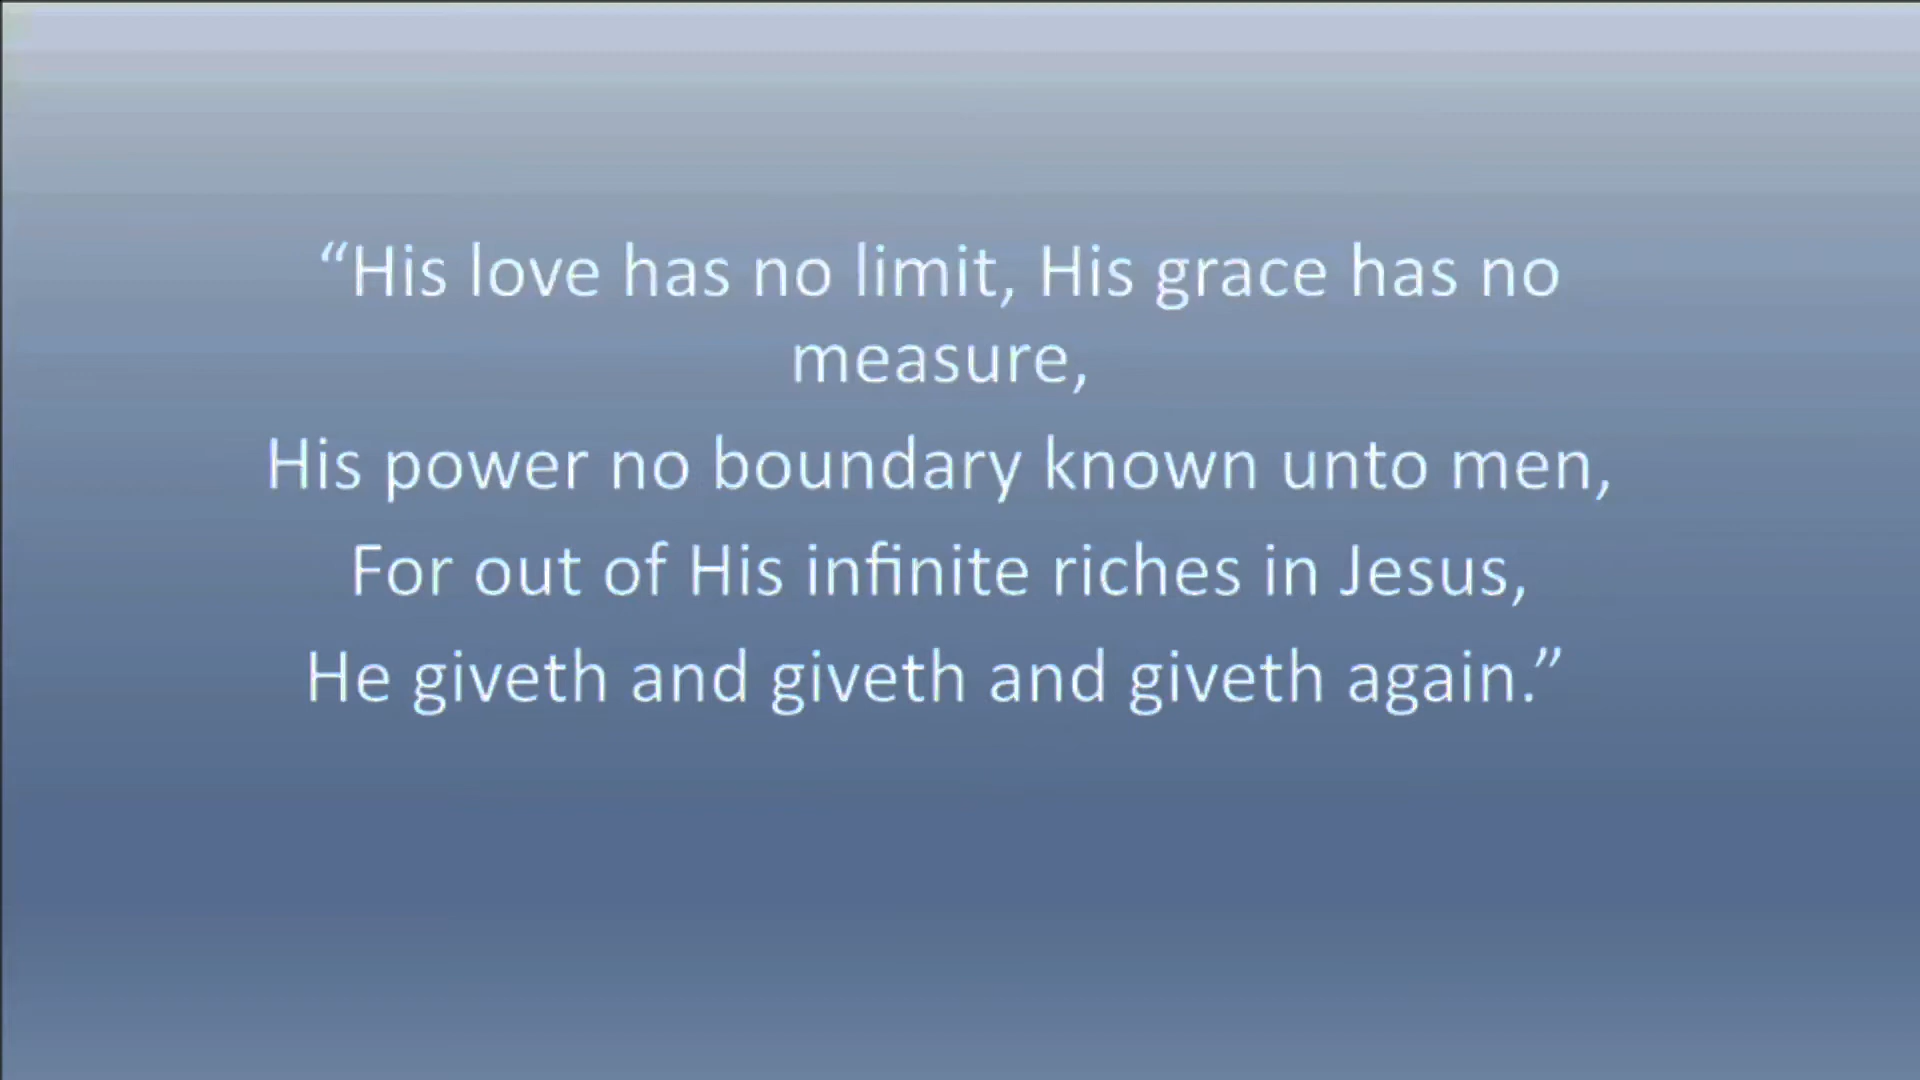 “His love has no limit, His grace has no
measure,
His power no boundary known unto men,
For out of His infinite riches in Jesus,
He giveth and giveth and giveth again.”